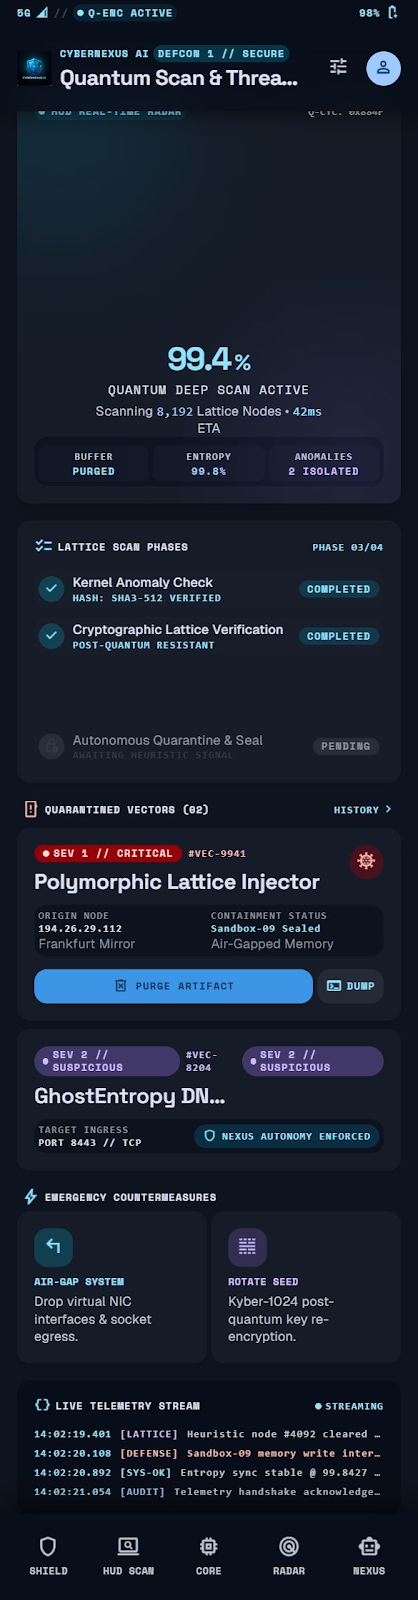 5G // Q-ENC ACTIVE 98%
CYBERNEXUS AI DEFCON 1 // SECURE
Quantum Scan & Threa...
HUD REAL-TIME RADAR Q-CYC: 0x884F
99.4%
QUANTUM DEEP SCAN ACTIVE
Scanning 8,192 Lattice Nodes • 42ms
ETA
BUFFER ENTROPY ANOMALIES
PURGED 99.8% 2 ISOLATED
LATTICE SCAN PHASES PHASE 03/04
Kernel Anomaly Check
HASH: SHA3-512 VERIFIED
COMPLETED
Cryptographic Lattice Verification
POST-QUANTUM RESISTANT
COMPLETED
Autonomous Quarantine & Seal
AWAITING HEURISTIC SIGNAL
PENDING
QUARANTINED VECTORS (02) HISTORY >
SEV 1 // CRITICAL #VEC-9941
Polymorphic Lattice Injector
ORIGIN NODE CONTAINMENT STATUS
194.26.29.112 Sandbox-09 Sealed
Frankfurt Mirror Air-Gapped Memory
PURGE ARTIFACT DUMP
SEV 2 // #VEC- SEV 2 //
SUSPICIOUS 8204 SUSPICIOUS
GhostEntropy DN...
TARGET INGRESS
PORT 8443 // TCP
NEXUS AUTONOMY ENFORCED
EMERGENCY COUNTERMEASURES
AIR-GAP SYSTEM
Drop virtual NIC
interfaces & socket
egress.
ROTATE SEED
Kyber-1024 post-
quantum key re-
encryption.
LIVE TELEMETRY STREAM STREAMING
14:02:19.401 [LATTICE] Heuristic node #4092 cleared …
14:02:20.108 [DEFENSE] Sandbox-09 memory write inter…
14:02:20.892 [SYS-OK] Entropy sync stable @ 99.8427 …
14:02:21.054 [AUDIT] Telemetry handshake acknowledge…
SHIELD HUD SCAN CORE RADAR NEXUS